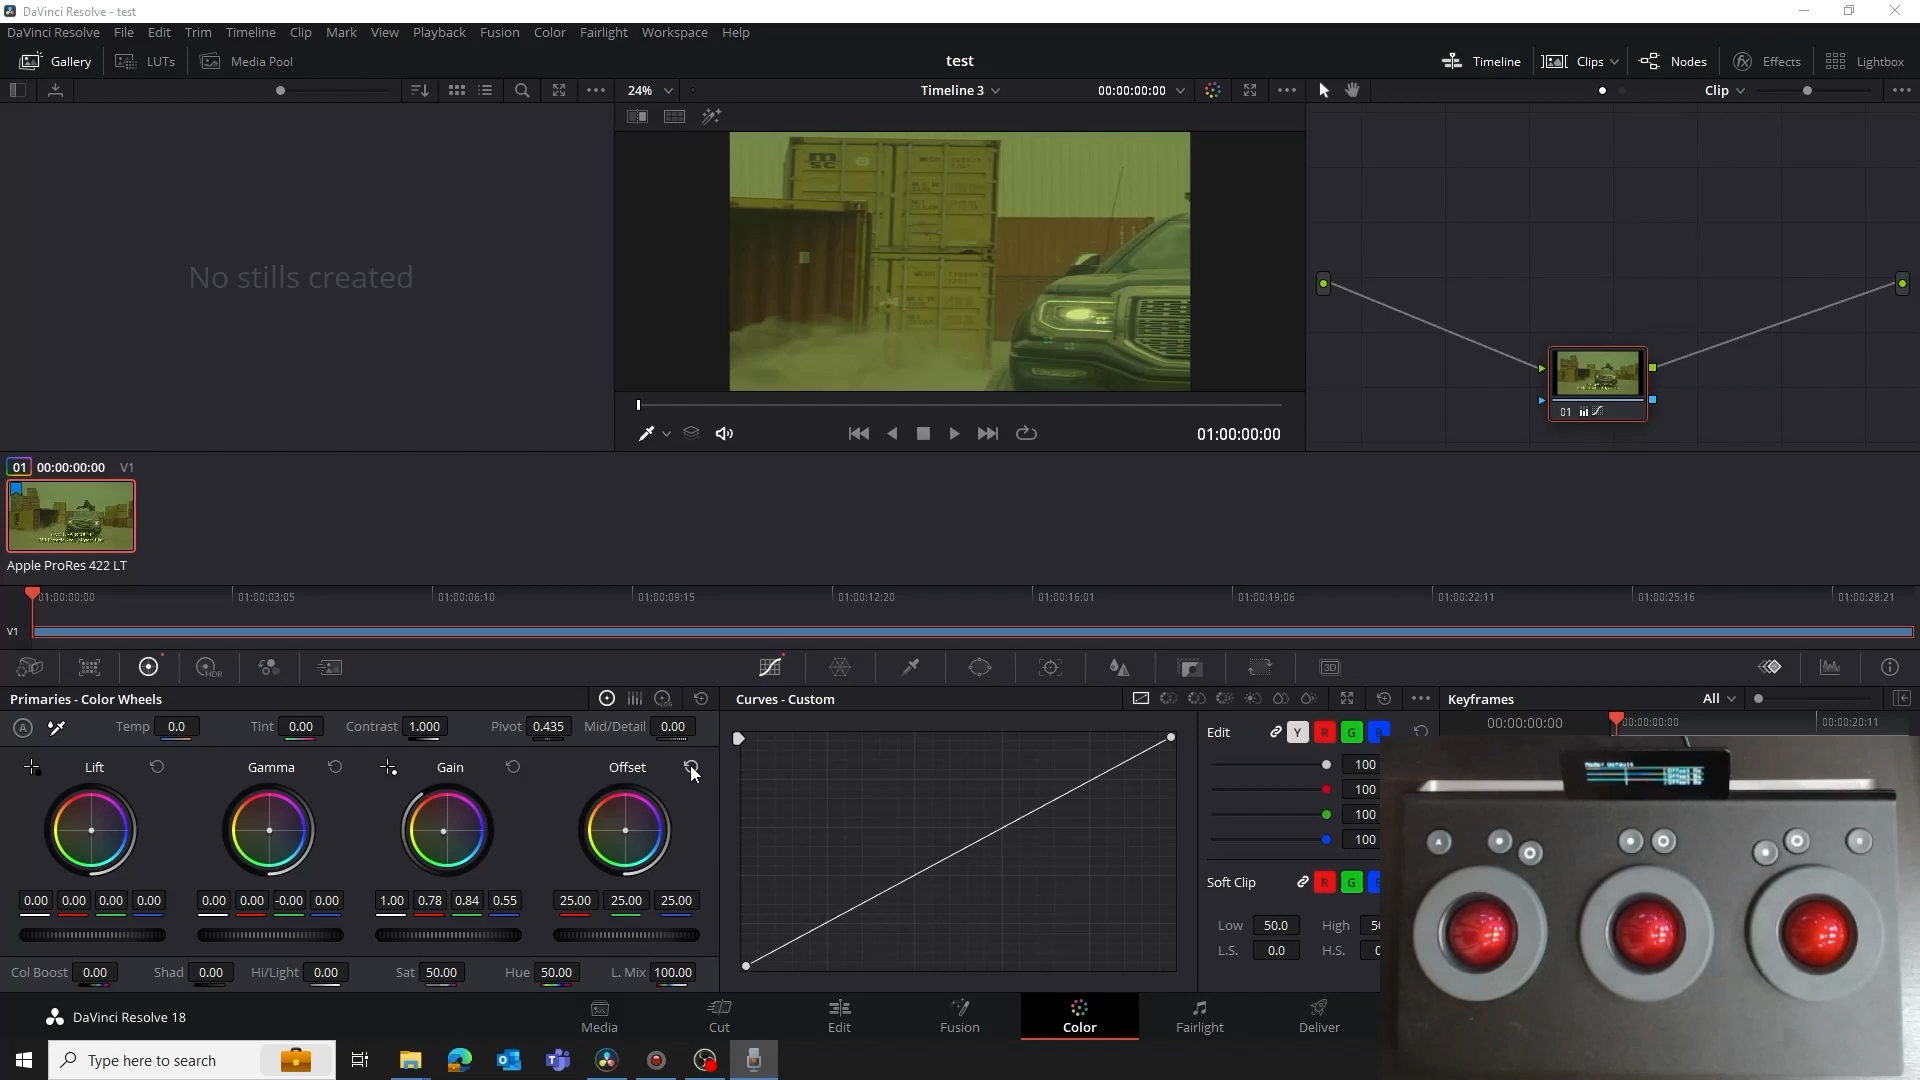 DaVinci Resolve - test
DaVinci Resolve File Edit Trim Timeline Clip Mark View Playback Fusion Color Fairlight Workspace Help
Gallery LUTs Media Pool test Timeline Clips Nodes Effects Lightbox
24% Timeline 3 00:00:00:00 Clip
MSC
No stills created
01
01:00:00:00
01 00:00:00:00 V1
Apple ProRes 422 LT
01:00:00:00 01:00:03:05 01:00:06:10 01:00:09:15 01:00:12:20 01:00:16:01 01:00:19:06 01:00:22:11 01:00:25:16 01:00:28:21
V1
HDR 3D
Primaries - Color Wheels LOG Curves - Custom Keyframes All
A Temp 0.0 Tint 0.00 Contrast 1.000 Pivot 0.435 Mid/Detail 0.00 Edit Y R G B 00:00:00:00 00:00:00:00 00:00:20:11
Lift Gamma Gain Offset 100
100
100
100
Soft Clip R G
0.00 0.00 0.00 0.00 0.00 0.00 -0.00 0.00 1.00 0.78 0.84 0.55 25.00 25.00 25.00
Low 50.0 High
L.S. 0.0 H.S.
Col Boost 0.00 Shad 0.00 Hi/Light 0.00 Sat 50.00 Hue 50.00 L. Mix 100.00
DaVinci Resolve 18 Media Cut Edit Fusion Color Fairlight Deliver
Type here to search